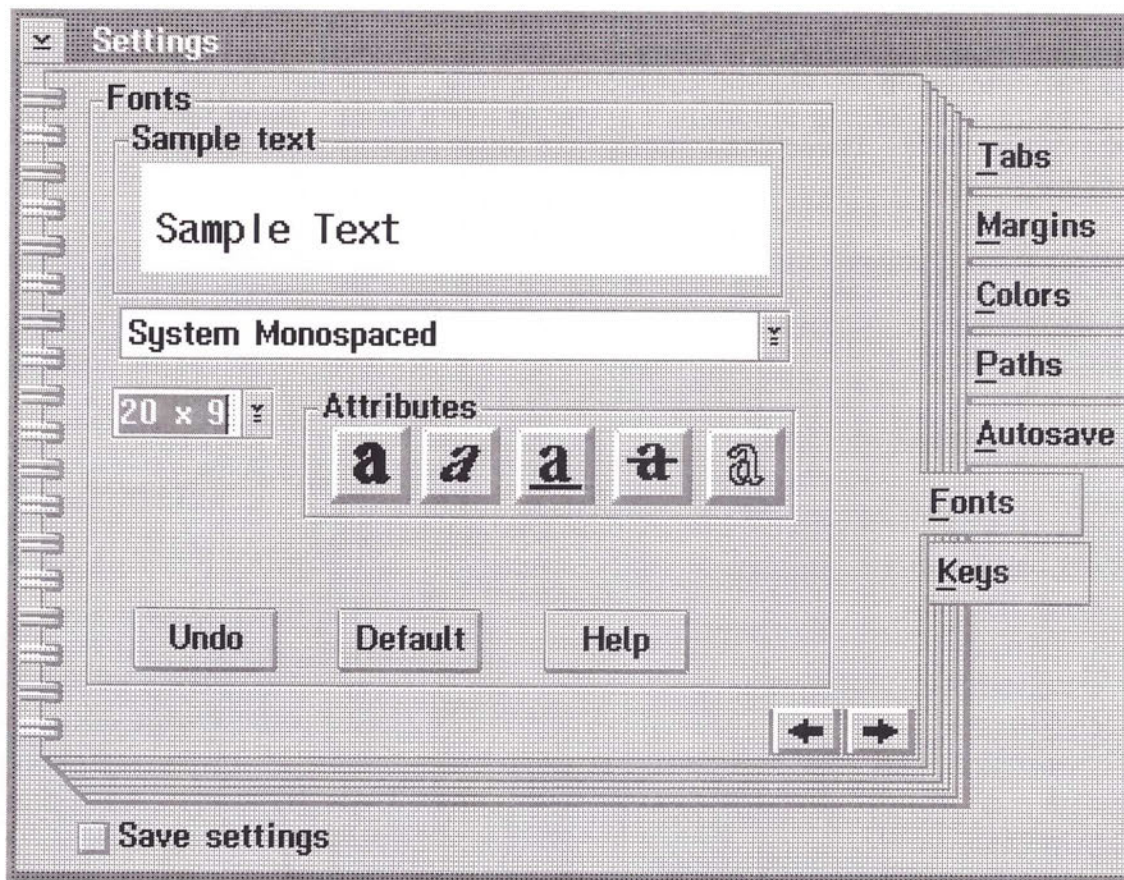 Settings
Fonts
Sample text
Sample Text
System Monospaced
20 x 9
Attributes
a a a a a
Undo Default Help
Tabs
Margins
Colors
Paths
Autosave
Fonts
Keys
Save settings